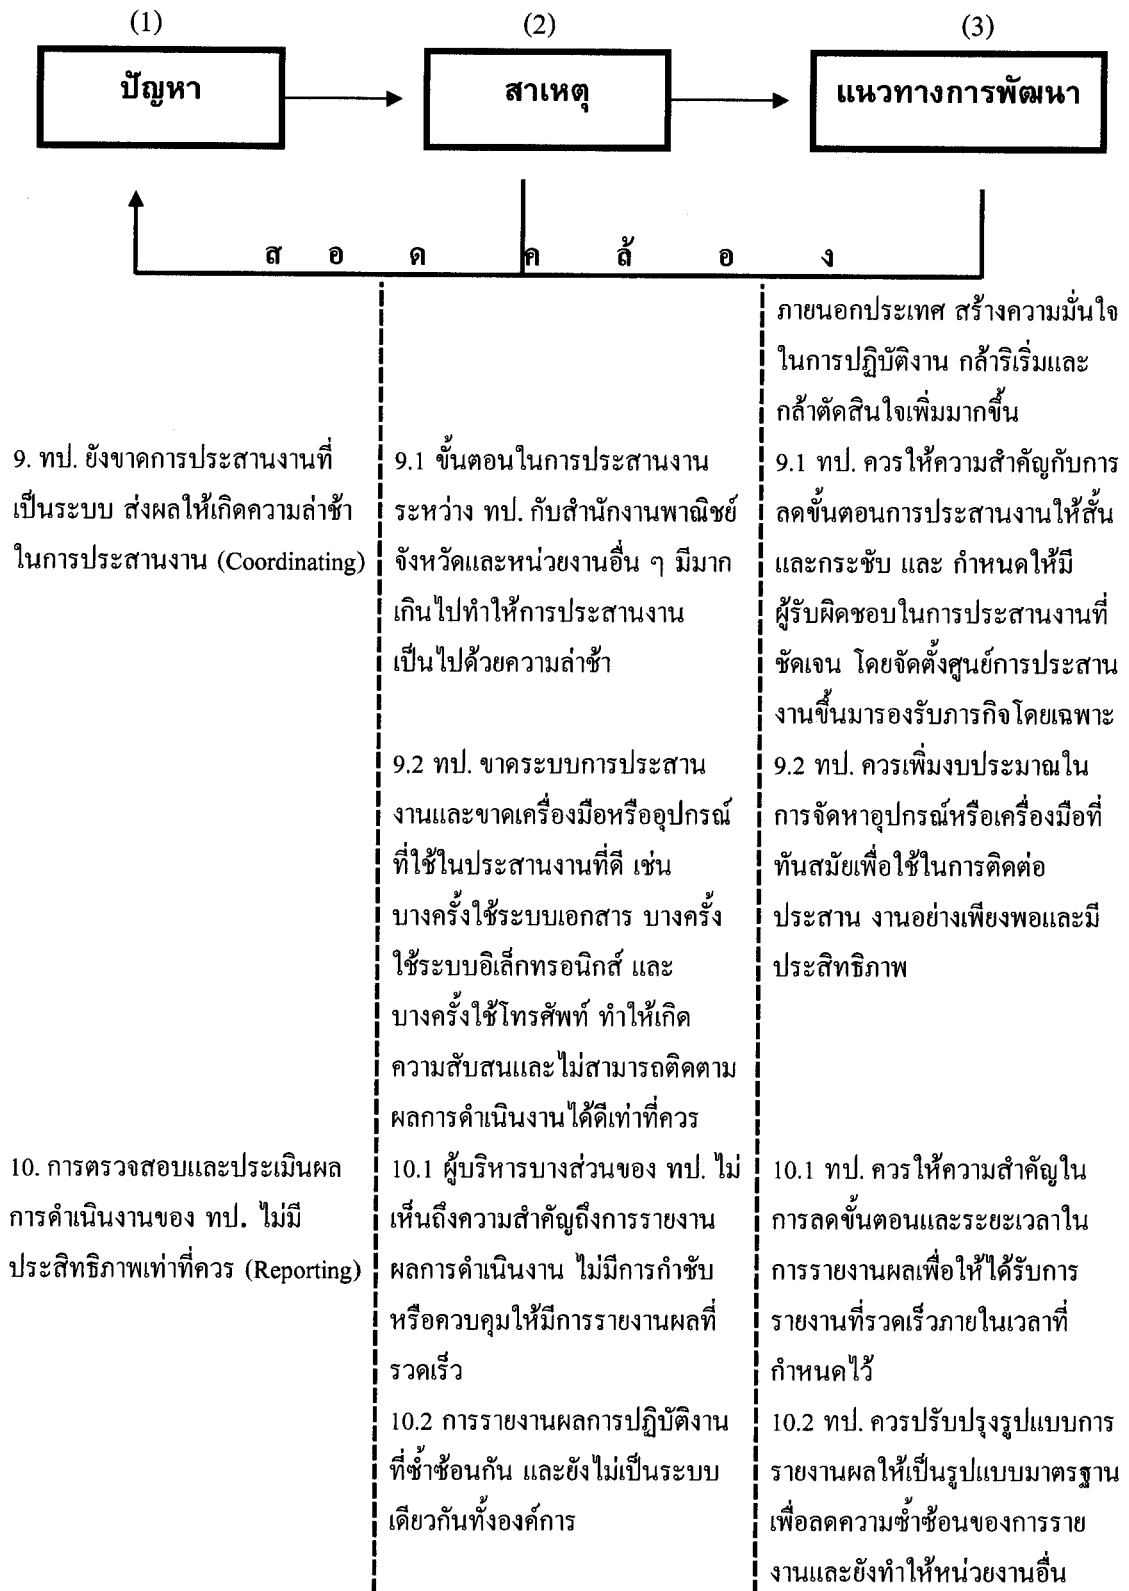 (1)
(2)
(3)
ปัญหา
สาเหตุ
แนวทางการพัฒนา
สอดคล้อง
ภายนอกประเทศ สร้างความมั่นใจ
ในการปฏิบัติงาน กล้าริเริ่มและ
กล้าตัดสินใจเพิ่มมากขึ้น
9. ทป. ยังขาดการประสานงานที่
เป็นระบบ ส่งผลให้เกิดความล่าช้า
ในการประสานงาน (Coordinating)
9.1 ขั้นตอนในการประสานงาน
ระหว่าง ทป. กับสำนักงานพาณิชย์
จังหวัดและหน่วยงานอื่น ๆ มีมาก
เกินไปทำให้การประสานงาน
เป็นไปด้วยความล่าช้า
9.1 ทป. ควรให้ความสำคัญกับการ
ลดขั้นตอนการประสานงานให้สั้น
และกระชับ และ กำหนดให้มี
ผู้รับผิดชอบในการประสานงานที่
ชัดเจน โดยจัดตั้งศูนย์การประสาน
งานขึ้นมารองรับภารกิจโดยเฉพาะ
9.2 ทป. ขาดระบบการประสาน
งานและขาดเครื่องมือหรืออุปกรณ์
ที่ใช้ในประสานงานที่ดี เช่น
บางครั้งใช้ระบบเอกสาร บางครั้ง
ใช้ระบบอิเล็กทรอนิกส์ และ
บางครั้งใช้โทรศัพท์ ทำให้เกิด
ความสับสนและไม่สามารถติดตาม
ผลการดำเนินงานได้ดีเท่าที่ควร
9.2 ทป. ควรเพิ่มงบประมาณใน
การจัดหาอุปกรณ์หรือเครื่องมือที่
ทันสมัยเพื่อใช้ในการติดต่อ
ประสาน งานอย่างเพียงพอและมี
ประสิทธิภาพ
10. การตรวจสอบและประเมินผล
การดำเนินงานของ ทป. ไม่มี
ประสิทธิภาพเท่าที่ควร (Reporting)
10.1 ผู้บริหารบางส่วนของ ทป. ไม่
เห็นถึงความสำคัญถึงการรายงาน
ผลการดำเนินงาน ไม่มีการกำชับ
หรือควบคุมให้มีการรายงานผลที่
รวดเร็ว
10.2 การรายงานผลการปฏิบัติงาน
ที่ซ้ำซ้อนกัน และยังไม่เป็นระบบ
เดียวกันทั้งองค์การ
10.1 ทป. ควรให้ความสำคัญใน
การลดขั้นตอนและระยะเวลาใน
การรายงานผลเพื่อให้ได้รับการ
รายงานที่รวดเร็วภายในเวลาที่
กำหนดไว้
10.2 ทป. ควรปรับปรุงรูปแบบการ
รายงานผลให้เป็นรูปแบบมาตรฐาน
เพื่อลดความซ้ำซ้อนของการราย
งานและยังทำให้หน่วยงานอื่น